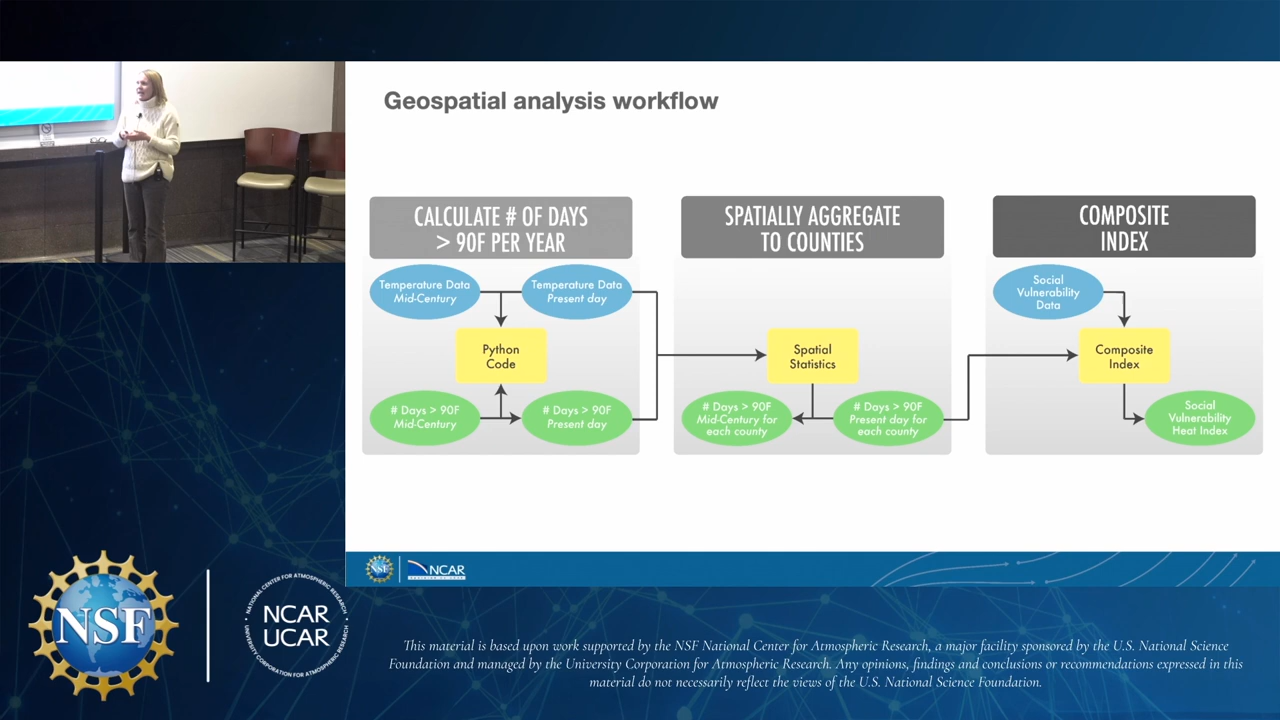 Geospatial analysis workflow
CALCULATE # OF DAYS
> 90F PER YEAR
Temperature Data
Mid-Century
Temperature Data
Present day
Python
Code
# Days > 90F
Mid-Century
# Days > 90F
Present day
SPATIALLY AGGREGATE
TO COUNTIES
Spatial
Statistics
# Days > 90F
Mid-Century for
each county
# Days > 90F
Present day for
each county
COMPOSITE
INDEX
Social
Vulnerability
Data
Composite
Index
Social
Vulnerability
Heat Index
NSF
NCAR
NSF
NATIONAL CENTER FOR ATMOSPHERIC RESEARCH
NCAR
UCAR
UNIVERSITY CORPORATION FOR ATMOSPHERIC RESEARCH
This material is based upon work supported by the NSF National Center for Atmospheric Research, a major facility sponsored by the U.S. National Science
Foundation and managed by the University Corporation for Atmospheric Research. Any opinions, findings and conclusions or recommendations expressed in this
material do not necessarily reflect the views of the U.S. National Science Foundation.